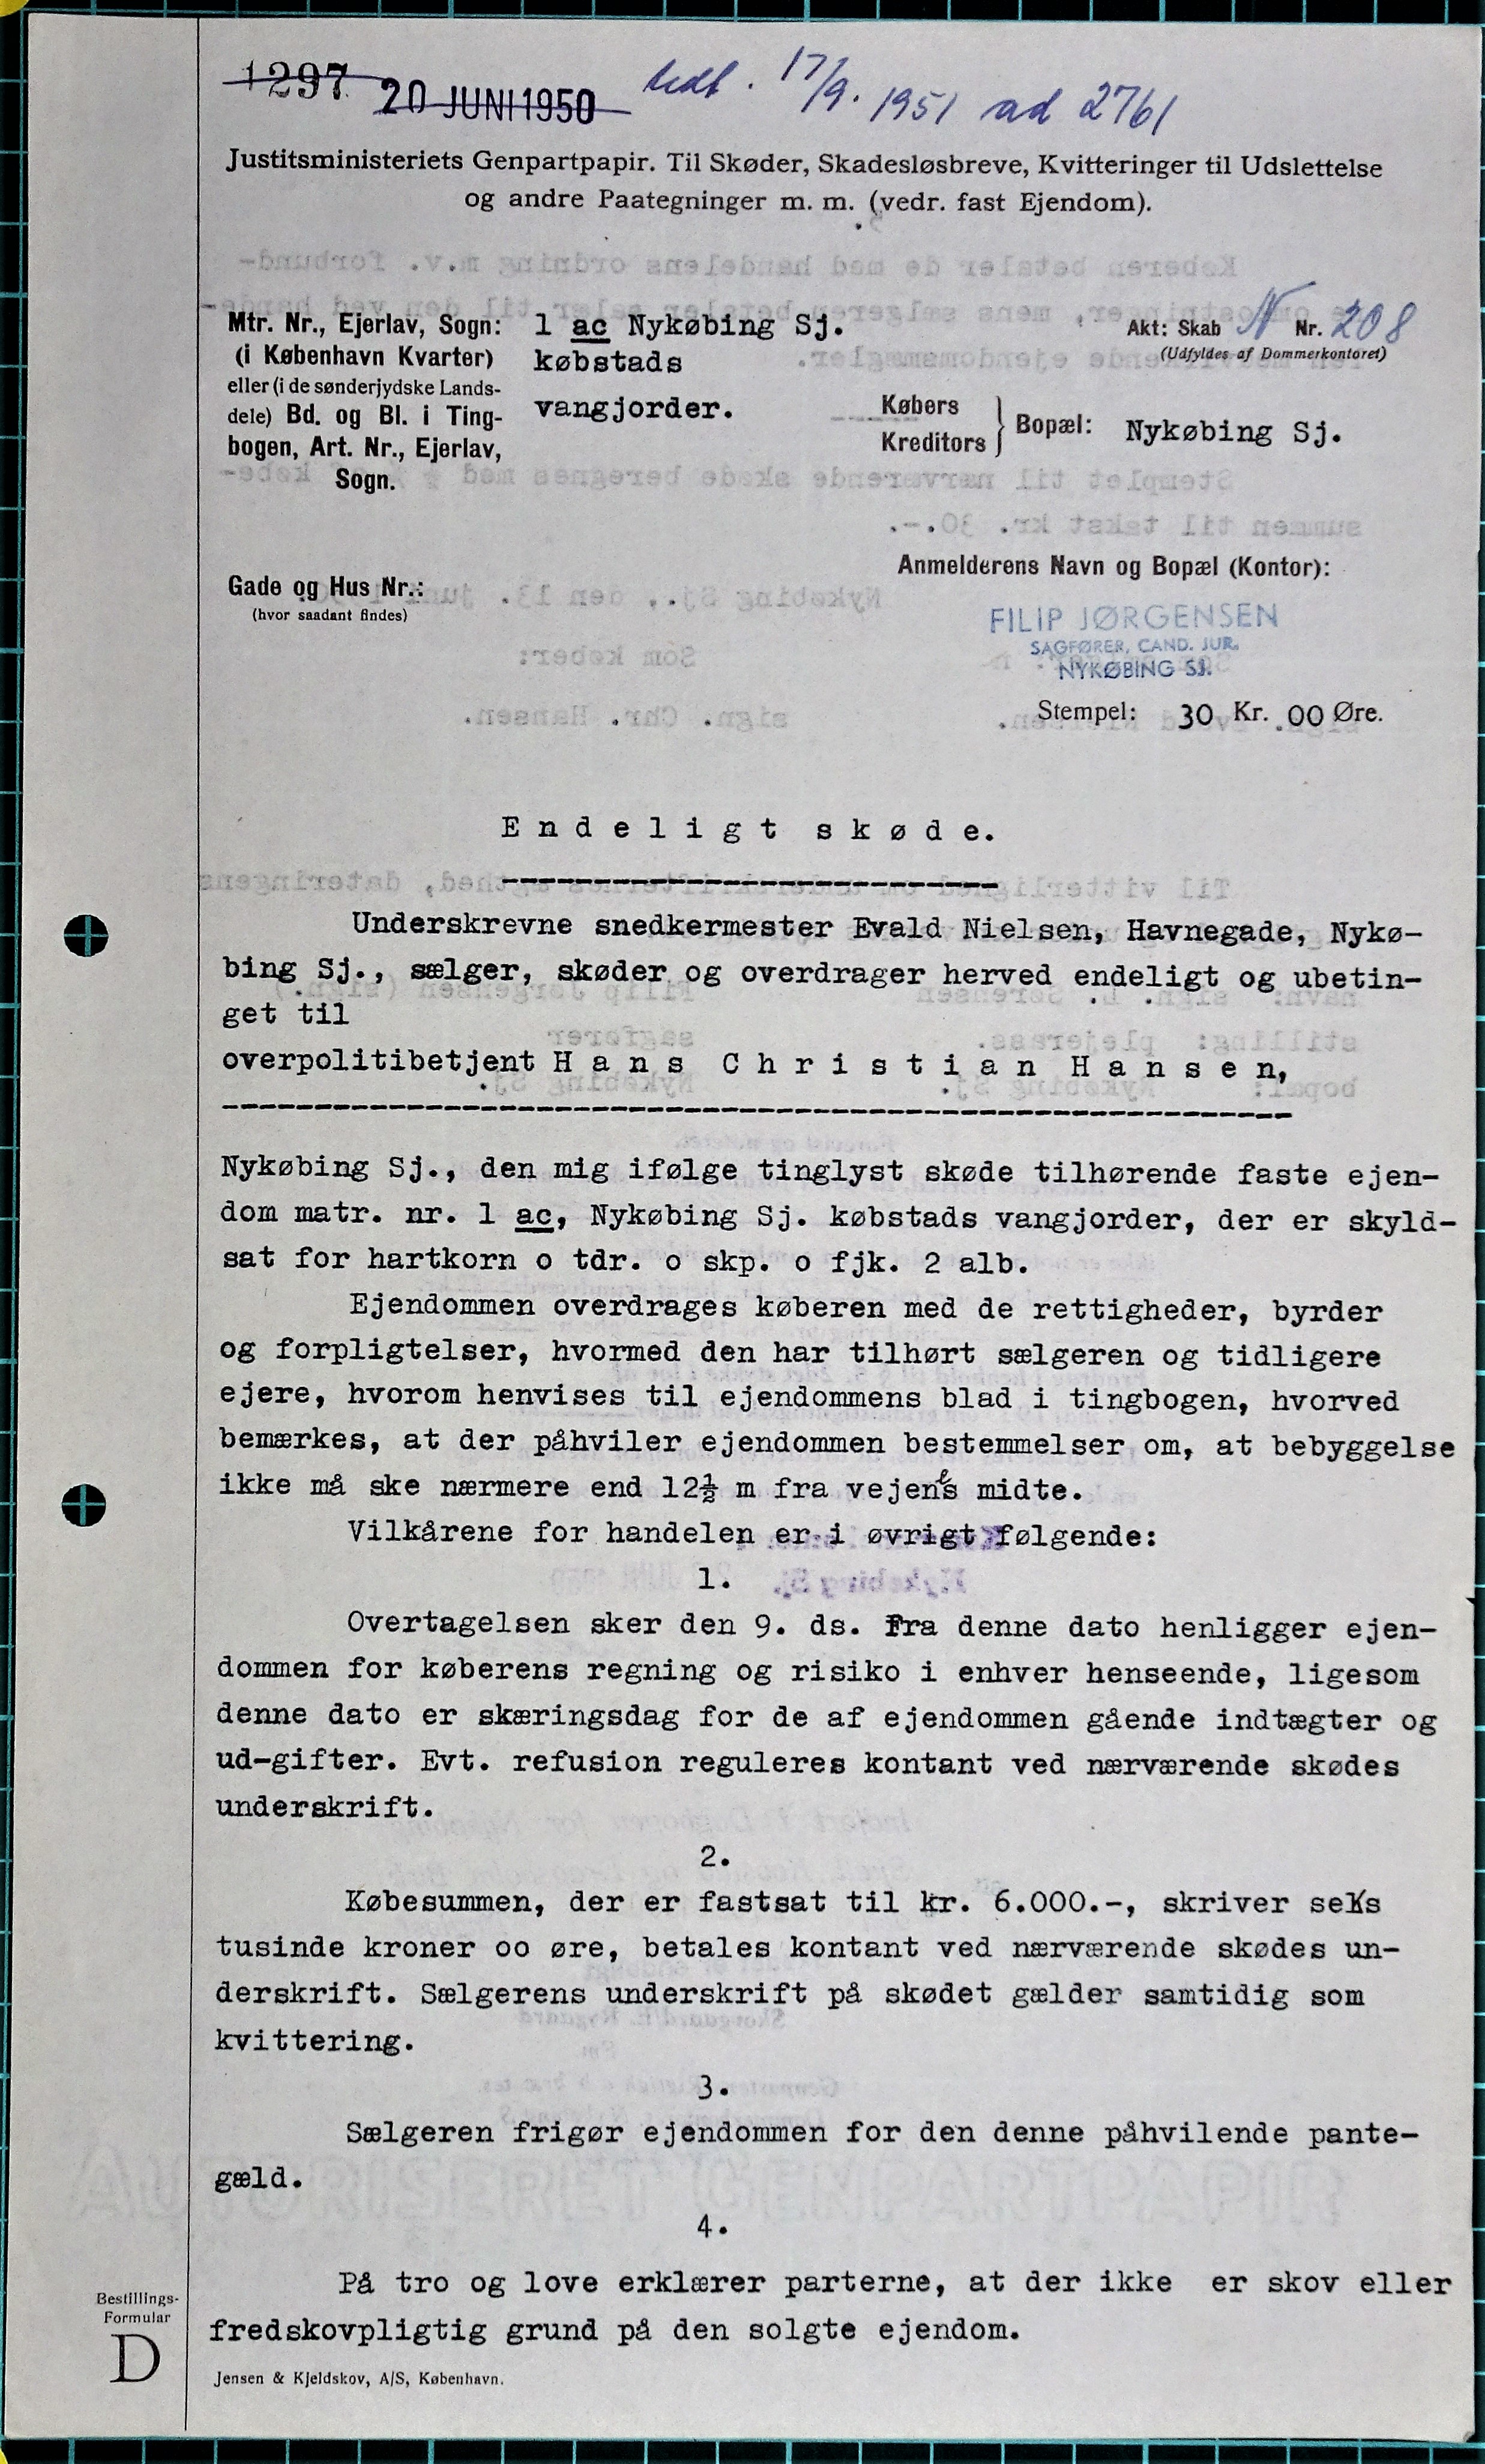 1297 20 JUNI 1950 Udl. 17/9. 1951 ad 2761
Justitsministeriets Genpartpapir. Til Skøder, Skadesløsbreve, Kvitteringer til Udslettelse
og andre Paategninger m. m. (vedr. fast Ejendom).
Mtr. Nr., Ejerlav, Sogn: 1 ac Nykøbing Sj.
(i København Kvarter) købstads
eller (i de sønderjydske Lands-
dele) Bd. og Bl. i Ting- vangjorder.
bogen, Art. Nr., Ejerlav,
Sogn.
Akt: Skab N Nr. 208
(Udfyldes af Dommerkontoret)
Købers
Kreditors } Bopæl: Nykøbing Sj.
Gade og Hus Nr.:
(hvor saadant findes)
Anmelderens Navn og Bopæl (Kontor):
FILIP JØRGENSEN
SAGFØRER, CAND. JUR.
NYKØBING SJ.
Stempel: 30 Kr. 00 Øre.
Endeligt skøde.
Underskrevne snedkermester Evald Nielsen, Havnegade, Nykø-
bing Sj., sælger, skøder og overdrager herved endeligt og ubetin-
get til
overpolitibetjent Hans Christian Hansen,
Nykøbing Sj., den mig ifølge tinglyst skøde tilhørende faste ejen-
dom matr. nr. 1 ac, Nykøbing Sj. købstads vangjorder, der er skyld-
sat for hartkorn o tdr. o skp. o fjk. 2 alb.
Ejendommen overdrages køberen med de rettigheder, byrder
og forpligtelser, hvormed den har tilhørt sælgeren og tidligere
ejere, hvorom henvises til ejendommens blad i tingbogen, hvorved
bemærkes, at der påhviler ejendommen bestemmelser om, at bebyggelse
ikke må ske nærmere end 12½ m fra vejens midte.
Vilkårene for handelen er i øvrigt følgende:
1.
Overtagelsen sker den 9. ds. Fra denne dato henligger ejen-
dommen for køberens regning og risiko i enhver henseende, ligesom
denne dato er skæringsdag for de af ejendommen gående indtægter og
ud-gifter. Evt. refusion reguleres kontant ved nærværende skødes
underskrift.
2.
Købesummen, der er fastsat til kr. 6.000.-, skriver seks
tusinde kroner oo øre, betales kontant ved nærværende skødes un-
derskrift. Sælgerens underskrift på skødet gælder samtidig som
kvittering.
3.
Sælgeren frigør ejendommen for den denne påhvilende pante-
gæld.
4.
På tro og love erklærer parterne, at der ikke er skov eller
fredskovpligtig grund på den solgte ejendom.
Bestillings-
Formular
D
Jensen & Kjeldskov, A/S, København.